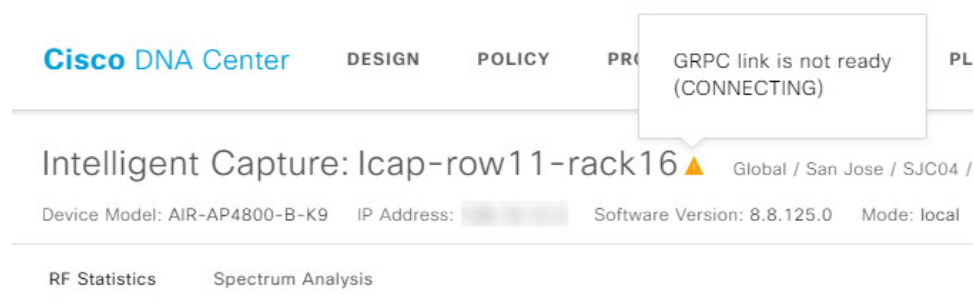 Cisco DNA Center DESIGN POLICY
GRPC link is not ready
(CONNECTING)
Intelligent Capture: Icap-row11-rack16 Global / San Jose / SJC04 /
Device Model: AIR-AP4800-B-K9 IP Address: Software Version: 8.8.125.0 Mode: local
RF Statistics Spectrum Analysis